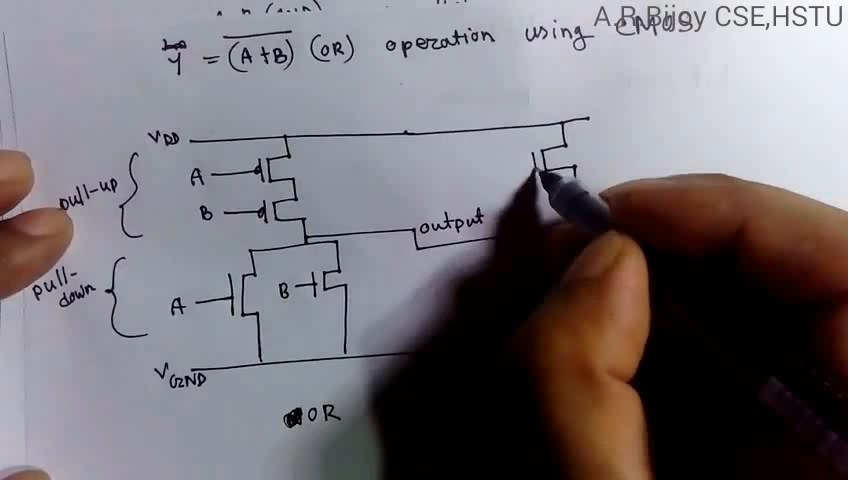 A.R.Bijoy CSE,HSTU
Y = (A+B) (OR) operation using CMOS
VDD
A
pull-up
B
output
pull-down
A
B
VGND
OR